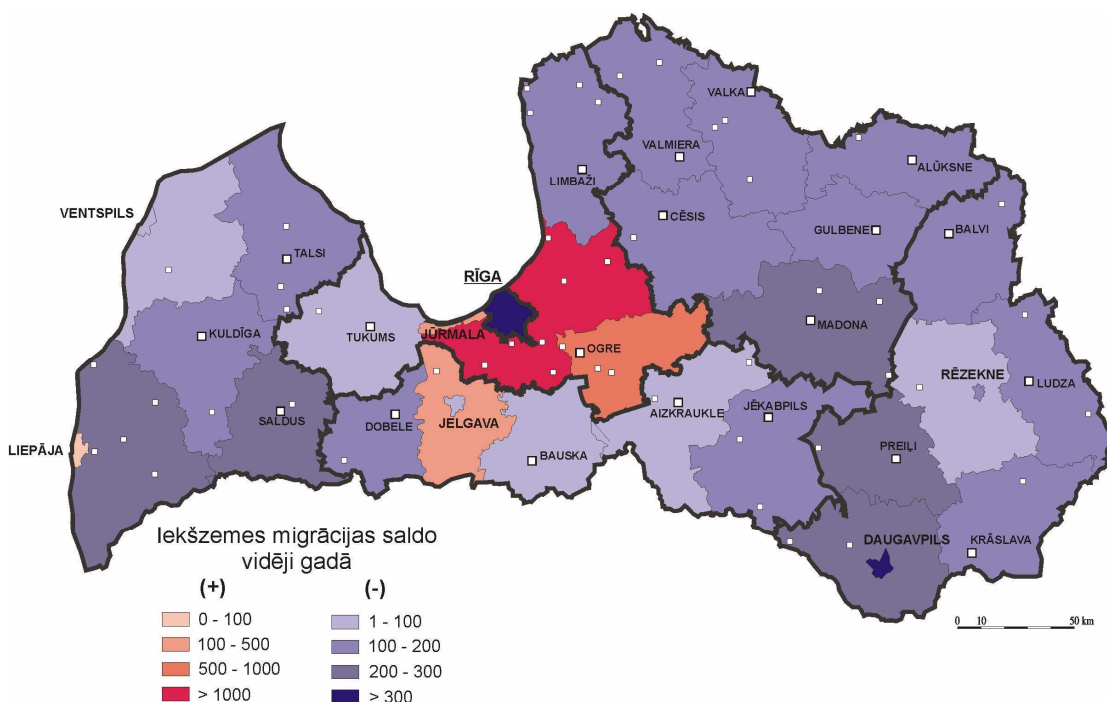 VALKA
VALMIERA
ALŪKSNE
LIMBAŽI
VENTSPILS
CĒSIS
GULBENE
BALVI
TALSI
RĪGA
MADONA
KULDĪGA
TUKUMS
JŪRMALA
OGRE
RĒZEKNE
LUDZA
SALDUS
DOBELE
JELGAVA
AIZKRAUKLE
JĒKABPILS
LIEPĀJA
BAUSKA
PREIĻI
DAUGAVPILS
KRĀSLAVA
Iekšzemes migrācijas saldo
vidēji gadā
(+) (-)
0 - 100 1 - 100
100 - 500 100 - 200
500 - 1000 200 - 300
> 1000 > 300
0 10 50 km